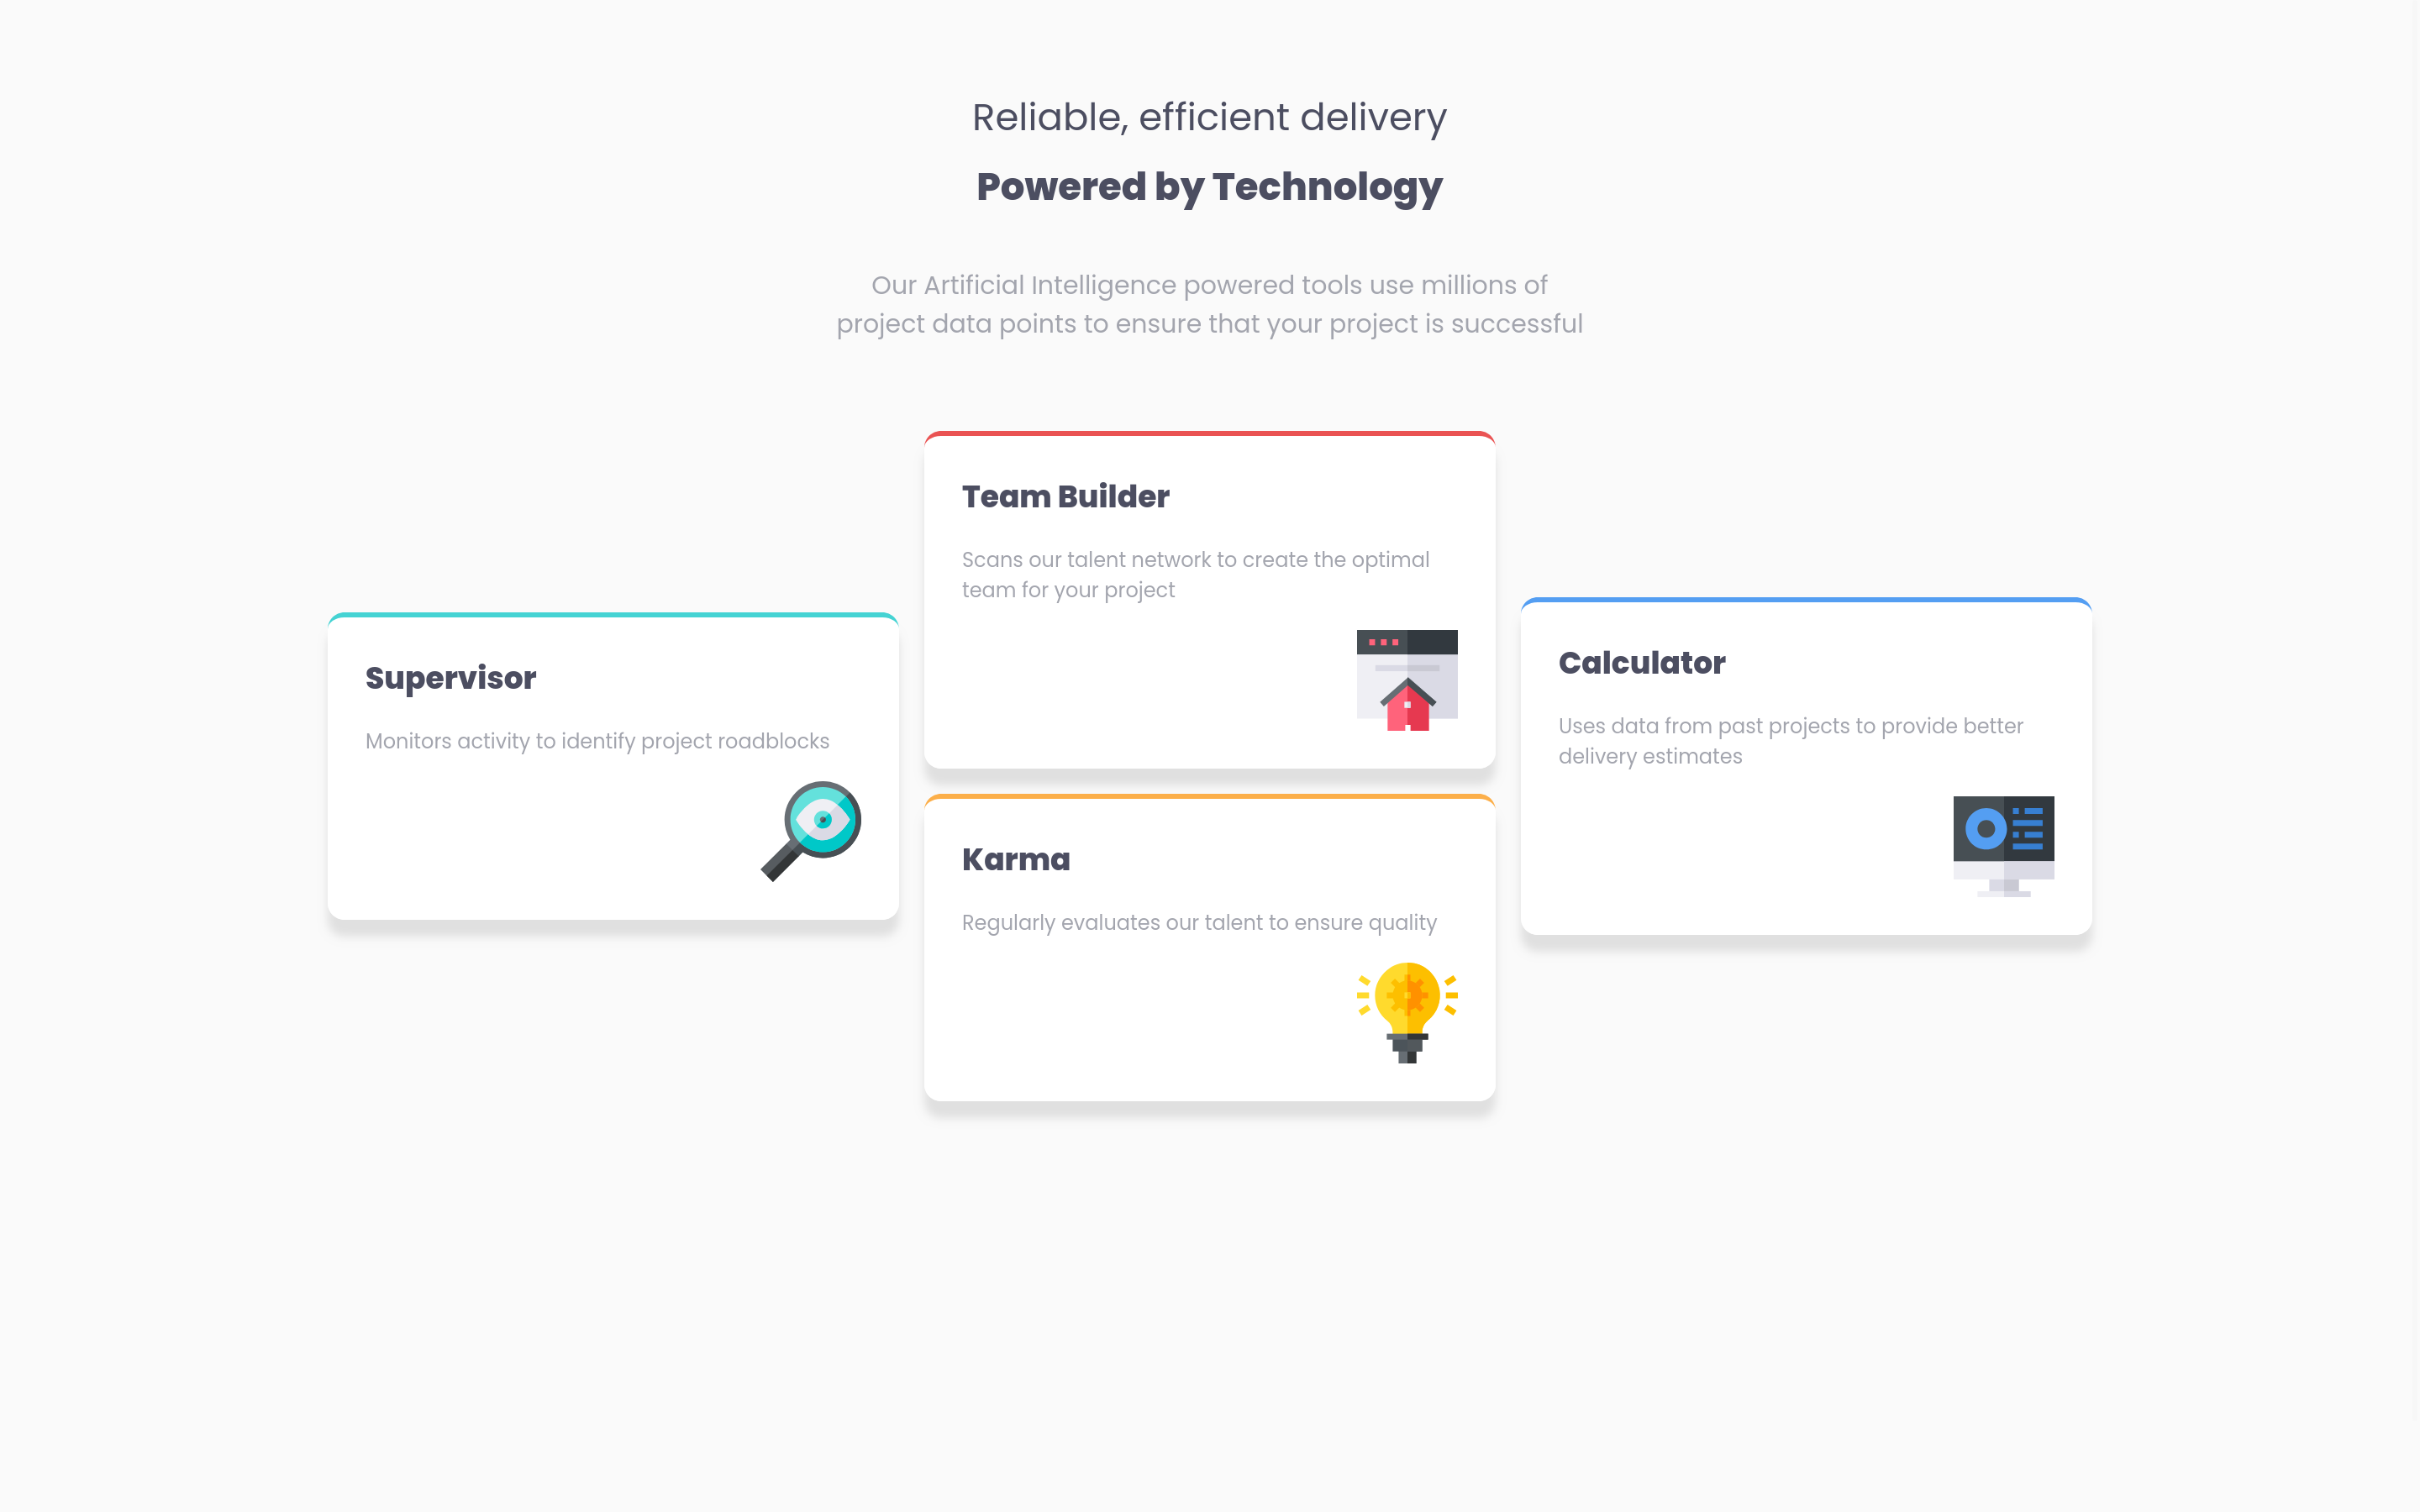 Reliable, efficient delivery
Powered by Technology
Our Artificial Intelligence powered tools use millions of
project data points to ensure that your project is successful
Supervisor
Monitors activity to identify project roadblocks
Team Builder
Scans our talent network to create the optimal
team for your project
Karma
Regularly evaluates our talent to ensure quality
Calculator
Uses data from past projects to provide better
delivery estimates